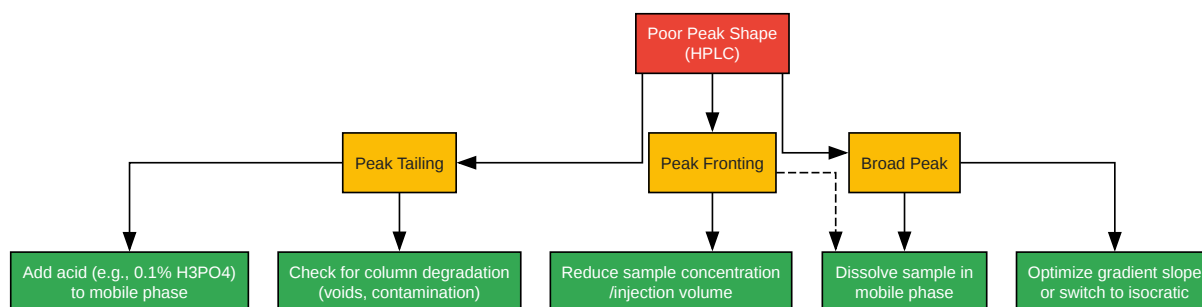 Poor Peak Shape
(HPLC)
Peak Tailing
Peak Fronting
Broad Peak
Add acid (e.g., 0.1% H3PO4)
to mobile phase
Check for column degradation
(voids, contamination)
Reduce sample concentration
/injection volume
Dissolve sample in
mobile phase
Optimize gradient slope
or switch to isocratic